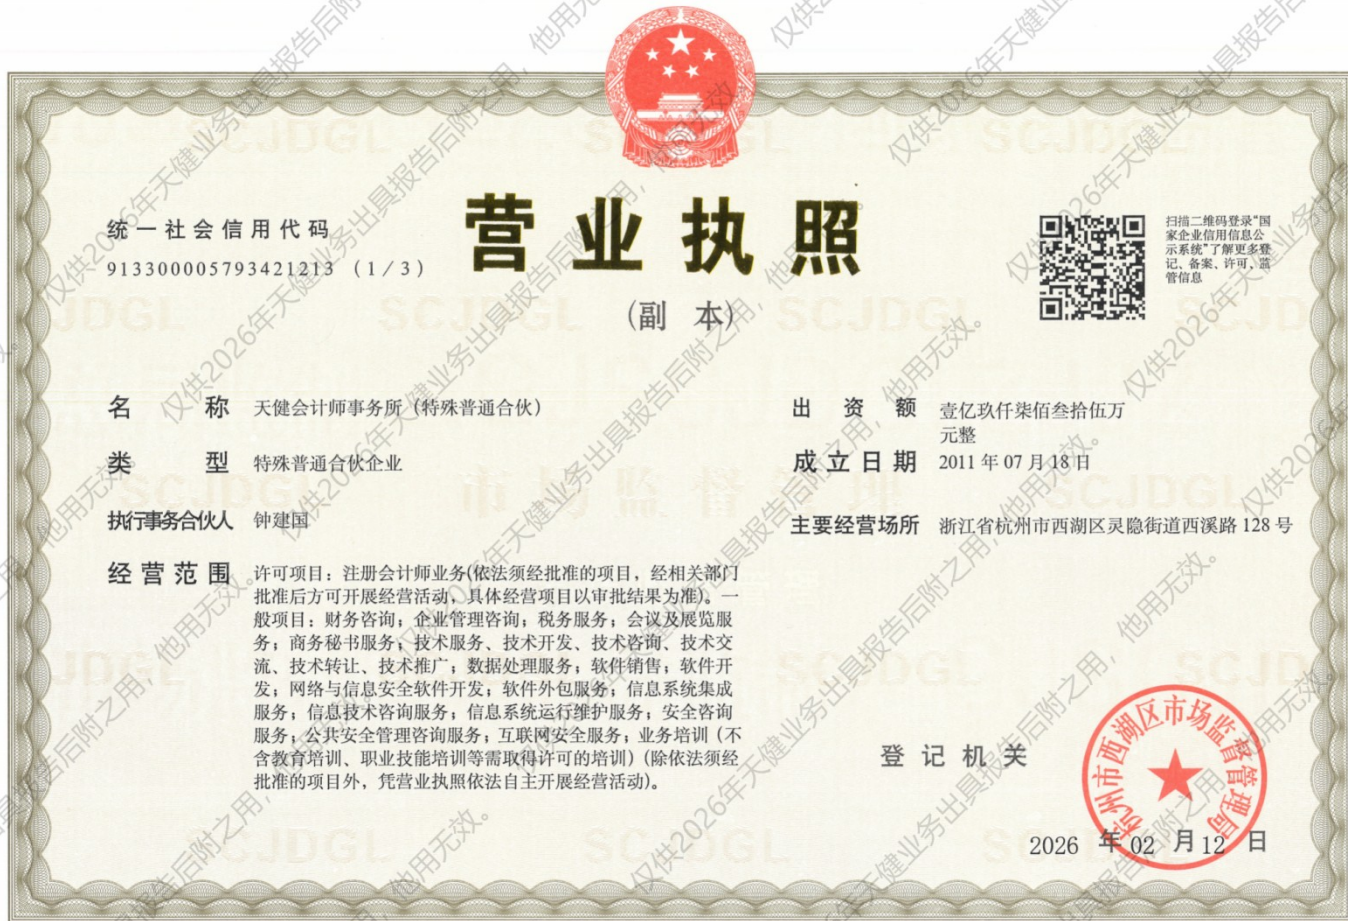 营业执照
(副 本)
统一社会信用代码
913300005793421213 (1/3)
扫描二维码登录“国
家企业信用信息公
示系统”了解更多登
记、备案、许可、监
管信息
名 称 天健会计师事务所（特殊普通合伙）
类 型 特殊普通合伙企业
执行事务合伙人 钟建国
经营范围 许可项目：注册会计师业务(依法须经批准的项目，经相关部门
批准后方可开展经营活动，具体经营项目以审批结果为准)。一
般项目：财务咨询；企业管理咨询；税务服务；会议及展览服
务；商务秘书服务；技术服务、技术开发、技术咨询、技术交
流、技术转让、技术推广；数据处理服务；软件销售；软件开
发；网络与信息安全软件开发；软件外包服务；信息系统集成
服务；信息技术咨询服务；信息系统运行维护服务；安全咨询
服务；公共安全管理咨询服务；互联网安全服务；业务培训（不
含教育培训、职业技能培训等需取得许可的培训）(除依法须经
批准的项目外，凭营业执照依法自主开展经营活动)。
出 资 额 壹亿玖仟柒佰叁拾伍万
元整
成立日期 2011年07月18日
主要经营场所 浙江省杭州市西湖区灵隐街道西溪路128号
登记机关
杭州市西湖区市场监督管理局
2026 年 02 月 12 日
仅供2026年天健业务出具报告后附之用，他用无效。
SCJDGL
市场监督管理